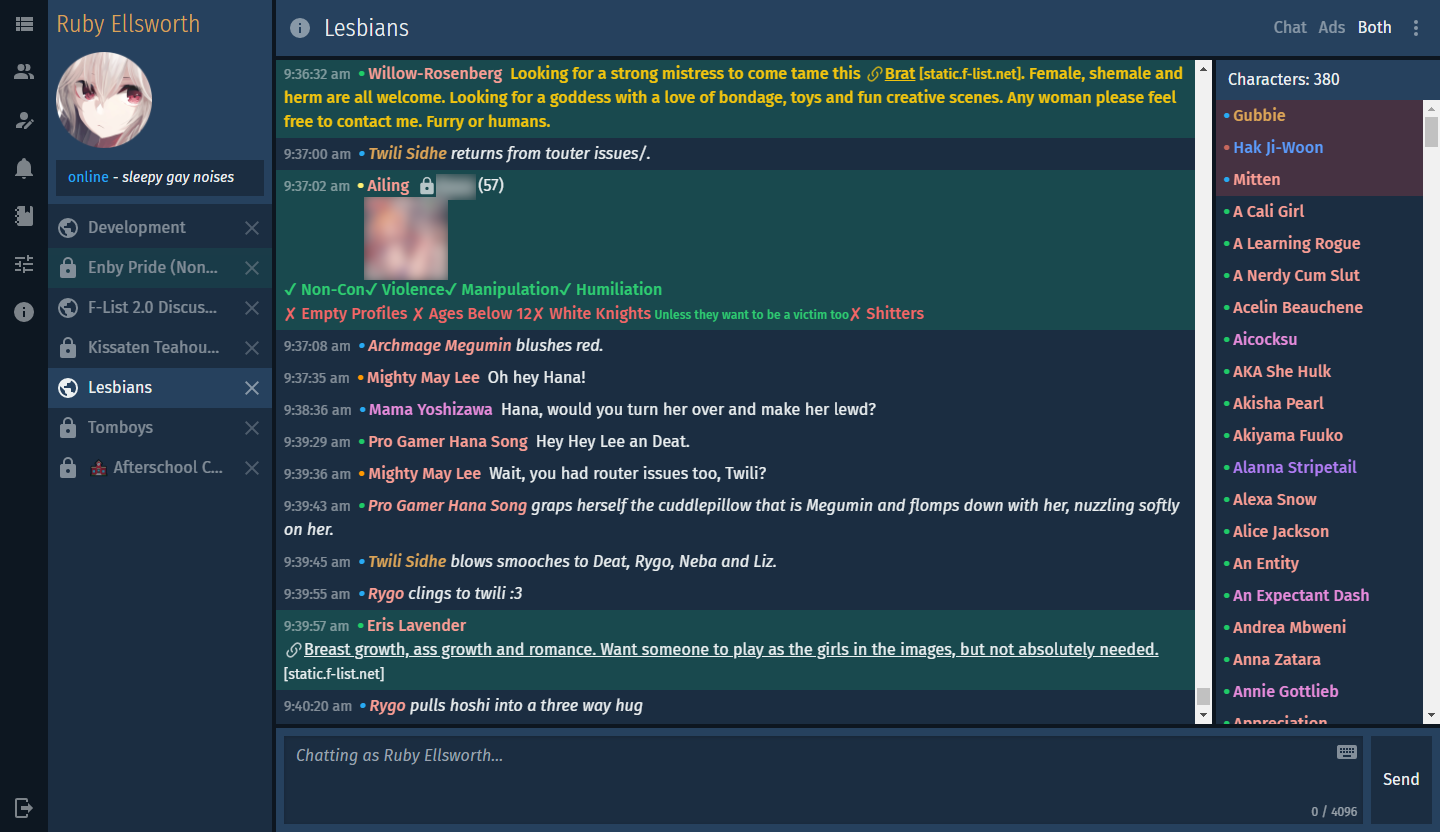 Ruby Ellsworth
online - sleepy gay noises
Development
Enby Pride (Non...
F-List 2.0 Discus...
Kissaten Teahou...
Lesbians
Tomboys
Afterschool C...
Lesbians
Chat Ads Both
9:36:32 am Willow-Rosenberg Looking for a strong mistress to come tame this Brat [static.f-list.net]. Female, shemale and
herm are all welcome. Looking for a goddess with a love of bondage, toys and fun creative scenes. Any woman please feel
free to contact me. Furry or humans.
9:37:00 am Twili Sidhe returns from touter issues/.
9:37:02 am Ailing (57)
✓ Non-Con✓ Violence✓ Manipulation✓ Humiliation
✗ Empty Profiles ✗ Ages Below 12✗ White Knights Unless they want to be a victim too✗ Shitters
9:37:08 am Archmage Megumin blushes red.
9:37:35 am Mighty May Lee Oh hey Hana!
9:38:36 am Mama Yoshizawa Hana, would you turn her over and make her lewd?
9:39:29 am Pro Gamer Hana Song Hey Hey Lee an Deat.
9:39:36 am Mighty May Lee Wait, you had router issues too, Twili?
9:39:43 am Pro Gamer Hana Song graps herself the cuddlepillow that is Megumin and flomps down with her, nuzzling softly
on her.
9:39:45 am Twili Sidhe blows smooches to Deat, Rygo, Neba and Liz.
9:39:55 am Rygo clings to twili :3
9:39:57 am Eris Lavender
Breast growth, ass growth and romance. Want someone to play as the girls in the images, but not absolutely needed.
[static.f-list.net]
9:40:20 am Rygo pulls hoshi into a three way hug
Chatting as Ruby Ellsworth...
0 / 4096
Send
Characters: 380
Gubbie
Hak Ji-Woon
Mitten
A Cali Girl
A Learning Rogue
A Nerdy Cum Slut
Acelin Beauchene
Aicocksu
AKA She Hulk
Akisha Pearl
Akiyama Fuuko
Alanna Stripetail
Alexa Snow
Alice Jackson
An Entity
An Expectant Dash
Andrea Mbweni
Anna Zatara
Annie Gottlieb
Appreciation